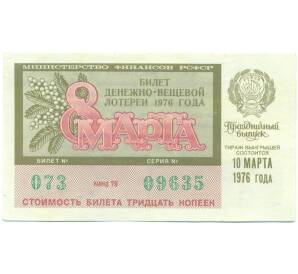 МИНИСТЕРСТВО ФИНАНСОВ РСФСР
БИЛЕТ
ДЕНЕЖНО-ВЕЩЕВОЙ
ЛОТЕРЕИ 1976 ГОДА
8 МАРТА
Праздничный
выпуск
ТИРАЖ ВЫИГРЫШЕЙ
СОСТОИТСЯ
10 МАРТА
1976 ГОДА
БИЛЕТ № СЕРИЯ №
073 09635
СТОИМОСТЬ БИЛЕТА ТРИДЦАТЬ КОПЕЕК